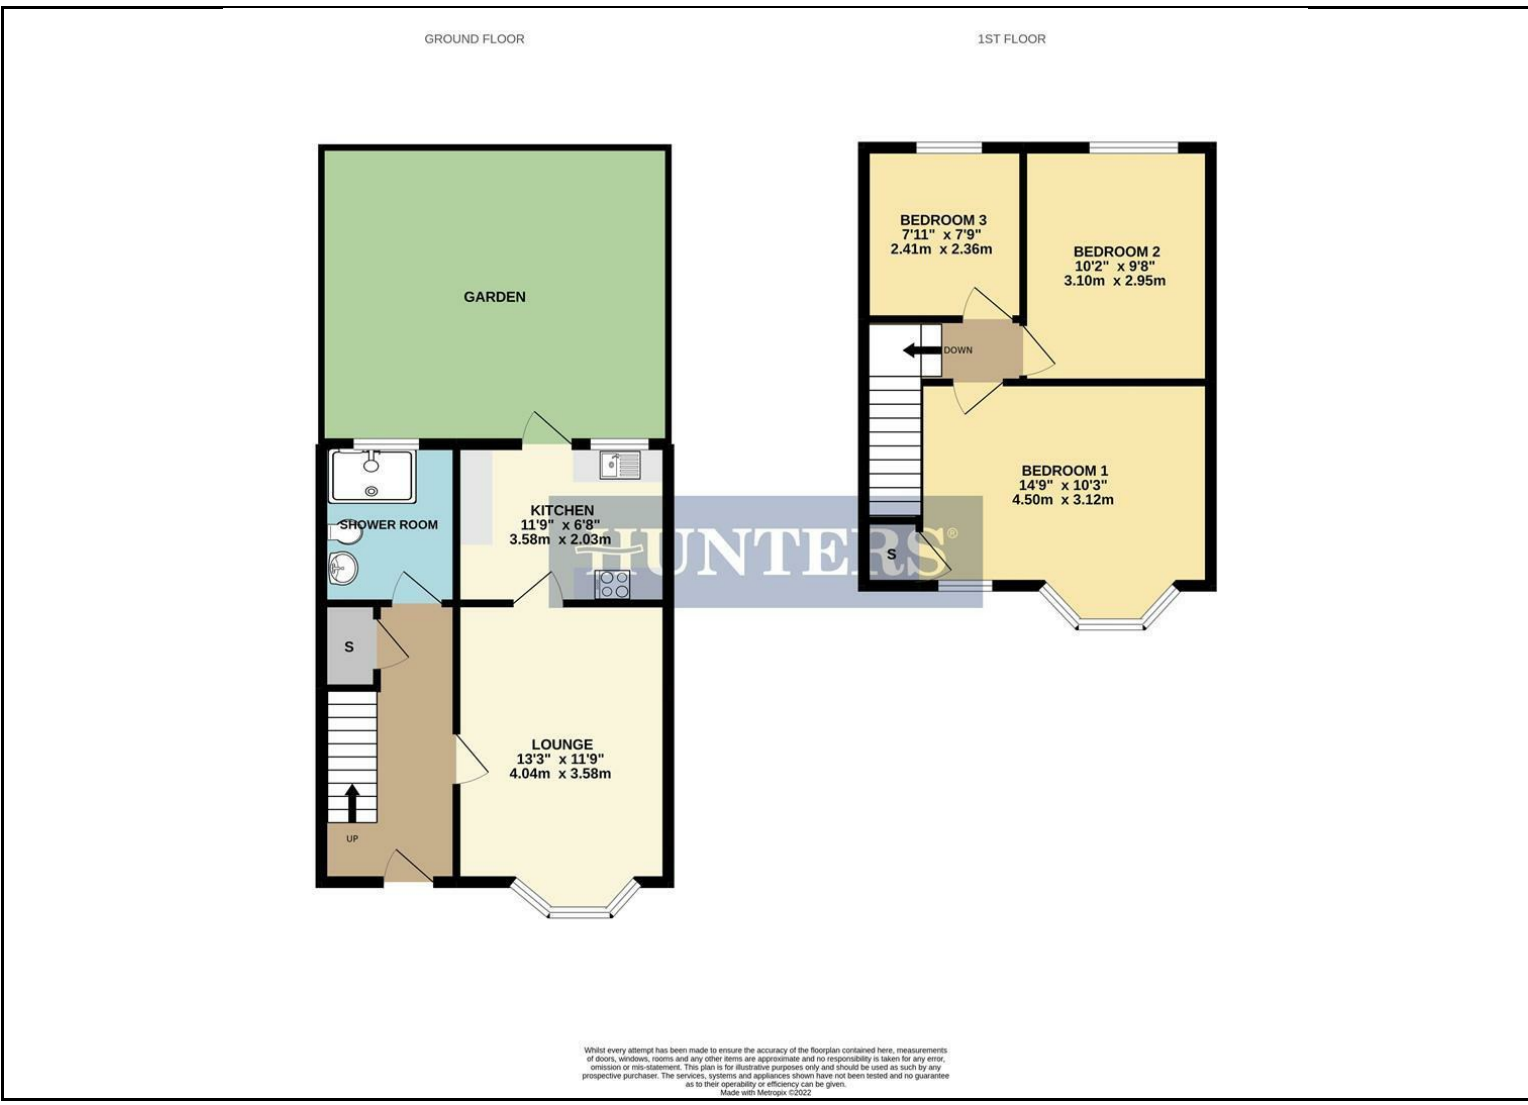 GROUND FLOOR
1ST FLOOR
GARDEN
SHOWER ROOM
KITCHEN
11'9" x 6'8"
3.58m x 2.03m
S
UP
LOUNGE
13'3" x 11'9"
4.04m x 3.58m
BEDROOM 3
7'11" x 7'9"
2.41m x 2.36m
BEDROOM 2
10'2" x 9'8"
3.10m x 2.95m
DOWN
BEDROOM 1
14'9" x 10'3"
4.50m x 3.12m
S
HUNTERS®
Whilst every attempt has been made to ensure the accuracy of the floorplan contained here, measurements
of doors, windows, rooms and any other items are approximate and no responsibility is taken for any error,
omission or mis-statement. This plan is for illustrative purposes only and should be used as such by any
prospective purchaser. The services, systems and appliances shown have not been tested and no guarantee
as to their operability or efficiency can be given.
Made with Metropix ©2022